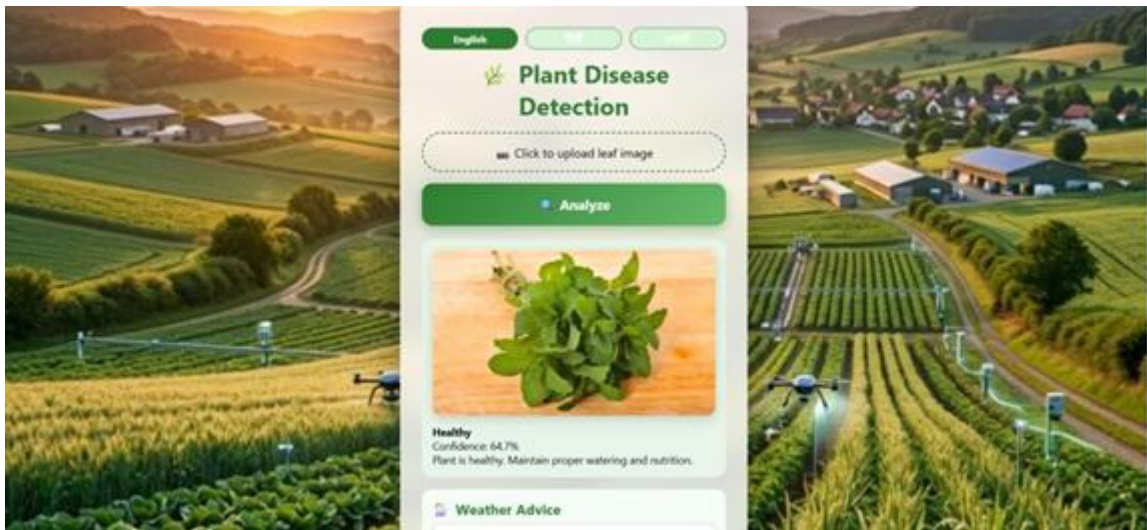 English
Plant Disease
Detection
Click to upload leaf image
Analyze
Healthy
Confidence: 64.7%
Plant is healthy. Maintain proper watering and nutrition.
Weather Advice